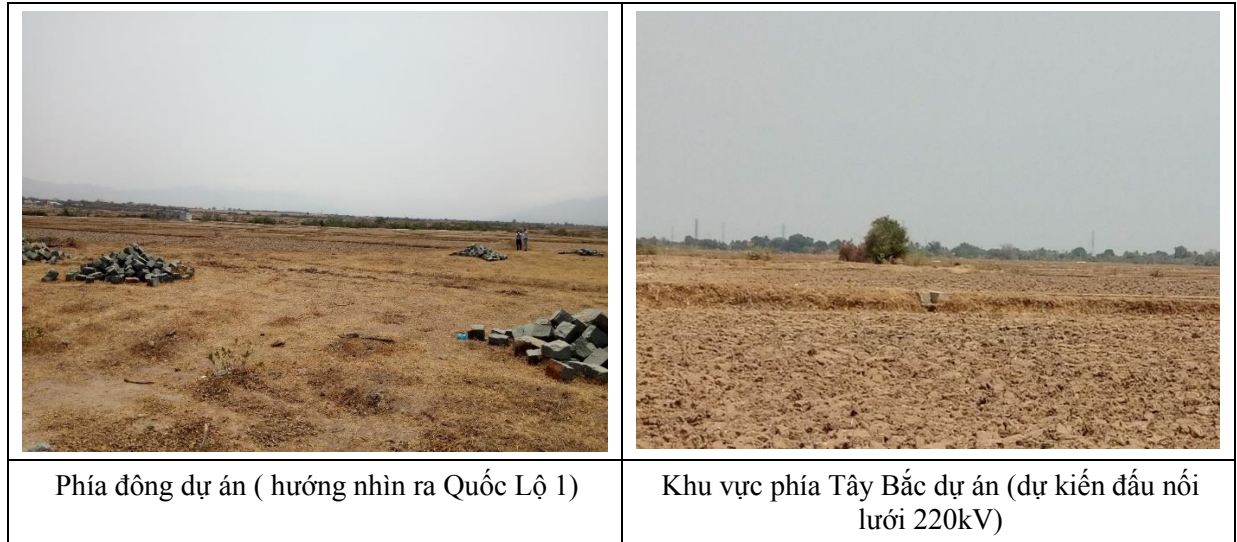 Phía đông dự án ( hướng nhìn ra Quốc Lộ 1)
Khu vực phía Tây Bắc dự án (dự kiến đấu nối
lưới 220kV)